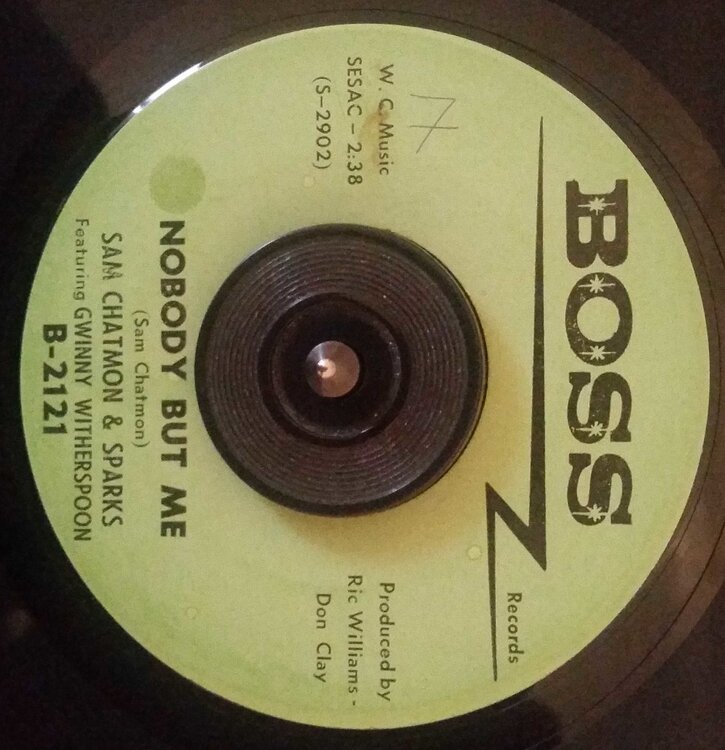 BOSS
Records
7
W. C. Music
SESAC - 2:38
(S-2902)
Produced by
Ric Williams -
Don Clay
NOBODY BUT ME
(Sam Chatmon)
SAM CHATMON & SPARKS
Featuring GWINNY WITHERSPOON
B-2121